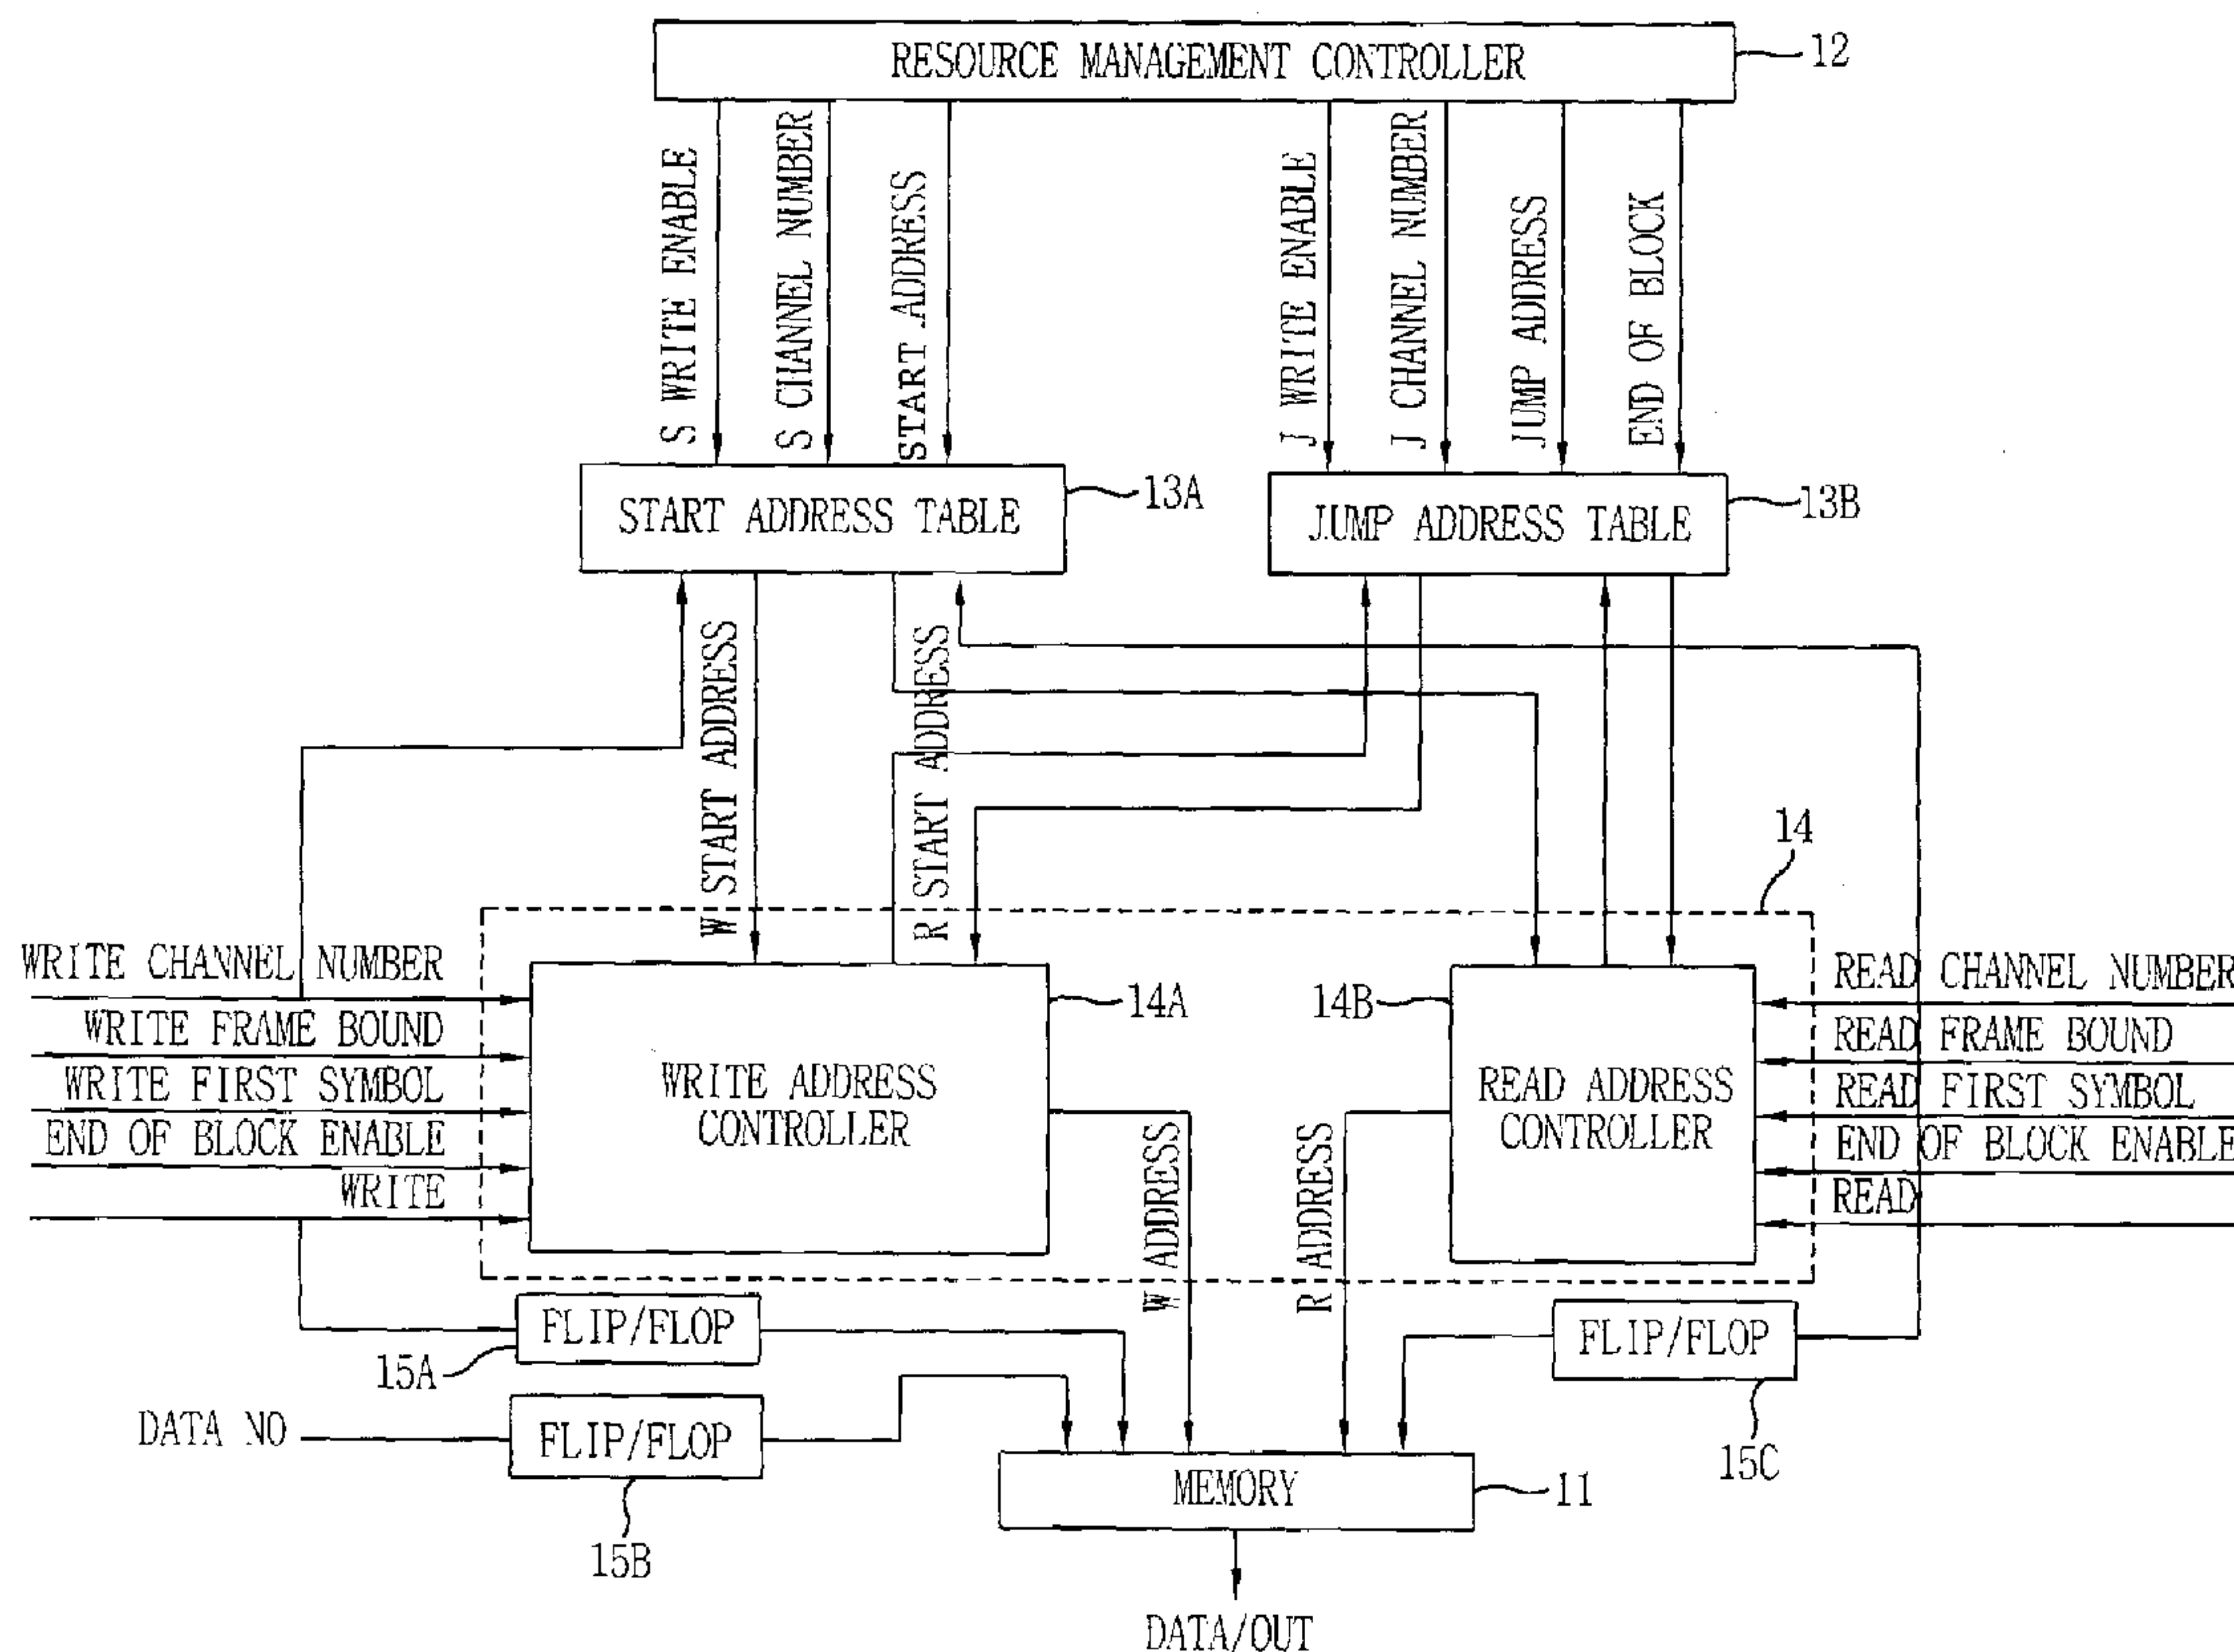 RESOURCE MANAGEMENT CONTROLLER
12
S WRITE ENABLE
S CHANNEL NUMBER
START ADDRESS
J WRITE ENABLE
J CHANNEL NUMBER
JUMP ADDRESS
END OF BLOCK
START ADDRESS TABLE
13A
JUMP ADDRESS TABLE
13B
W START ADDRESS
R START ADDRESS
14
WRITE CHANNEL NUMBER
WRITE FRAME BOUND
WRITE FIRST SYMBOL
END OF BLOCK ENABLE
WRITE
14A
WRITE ADDRESS
CONTROLLER
14B
READ ADDRESS
CONTROLLER
READ CHANNEL NUMBER
READ FRAME BOUND
READ FIRST SYMBOL
END OF BLOCK ENABLE
READ
W ADDRESS
R ADDRESS
FLIP/FLOP
15A
FLIP/FLOP
15C
DATA NO
FLIP/FLOP
15B
MEMORY
11
DATA/OUT